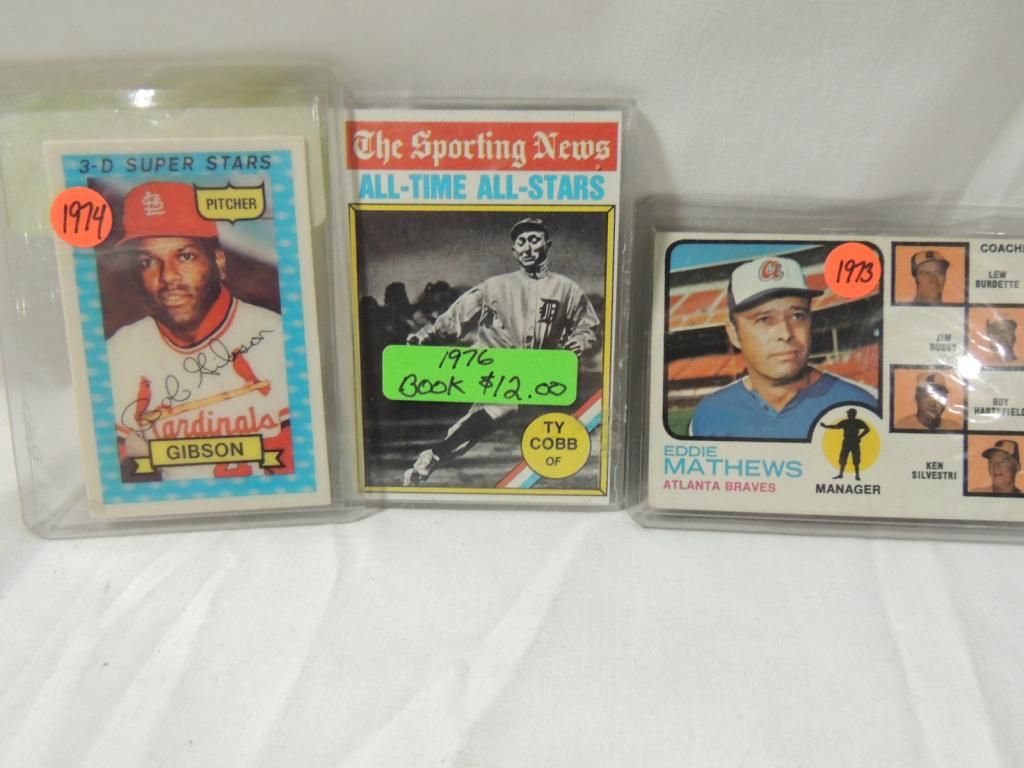 3-D SUPER STARS
1974
PITCHER
Bob Gibson
Cardinals
GIBSON
The Sporting News
ALL-TIME ALL-STARS
D
1976
BOOK $12.00
TY
COBB
OF
1973
a
EDDIE
MATHEWS
ATLANTA BRAVES
MANAGER
COACHE
LEW
BURDETTE
JIM
BUSBY
ROY
HARTSFIELD
KEN
SILVESTRI